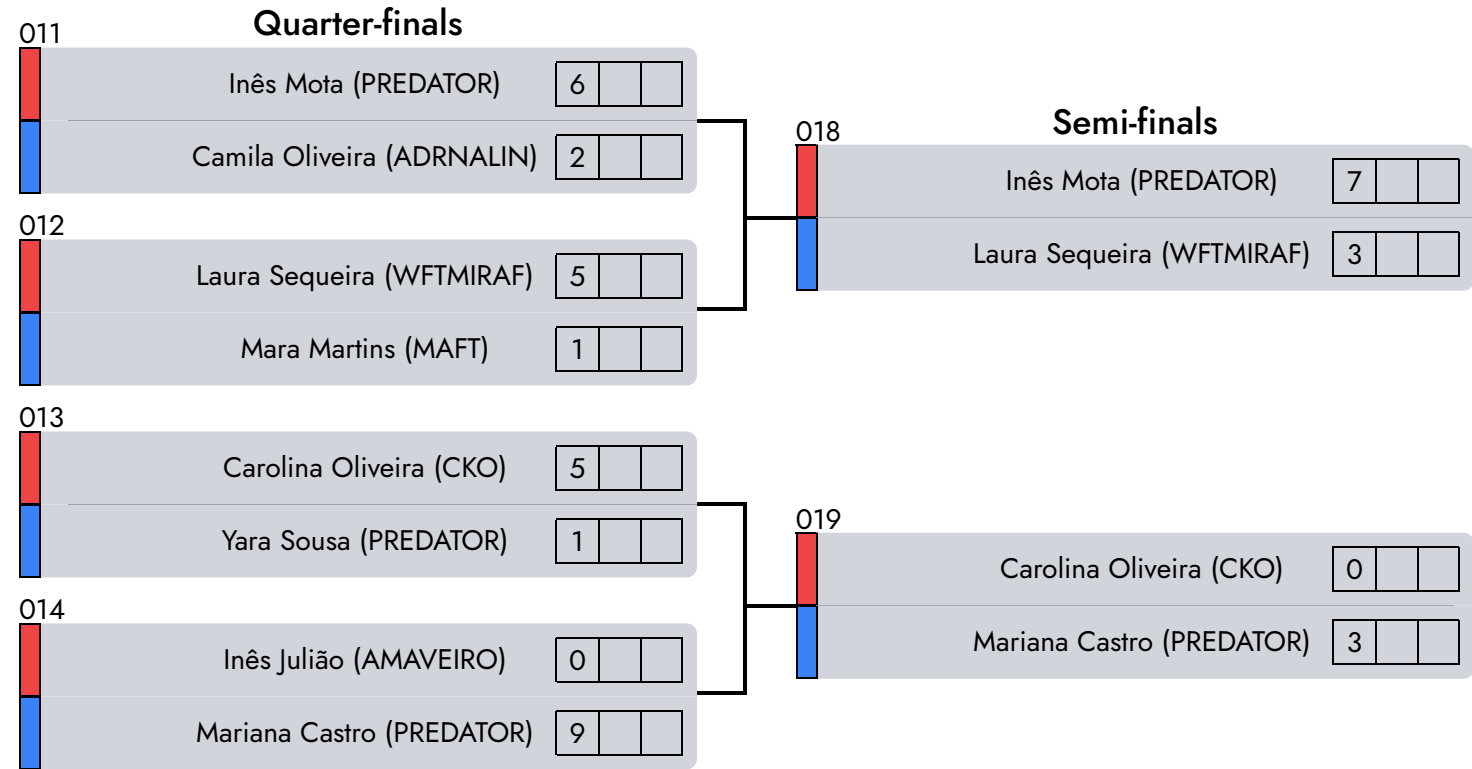 Quarter-finals
011
Inês Mota (PREDATOR) 6
Camila Oliveira (ADRNALIN) 2
012
Laura Sequeira (WFTMIRAF) 5
Mara Martins (MAFT) 1
013
Carolina Oliveira (CKO) 5
Yara Sousa (PREDATOR) 1
014
Inês Julião (AMAVEIRO) 0
Mariana Castro (PREDATOR) 9
Semi-finals
018
Inês Mota (PREDATOR) 7
Laura Sequeira (WFTMIRAF) 3
019
Carolina Oliveira (CKO) 0
Mariana Castro (PREDATOR) 3